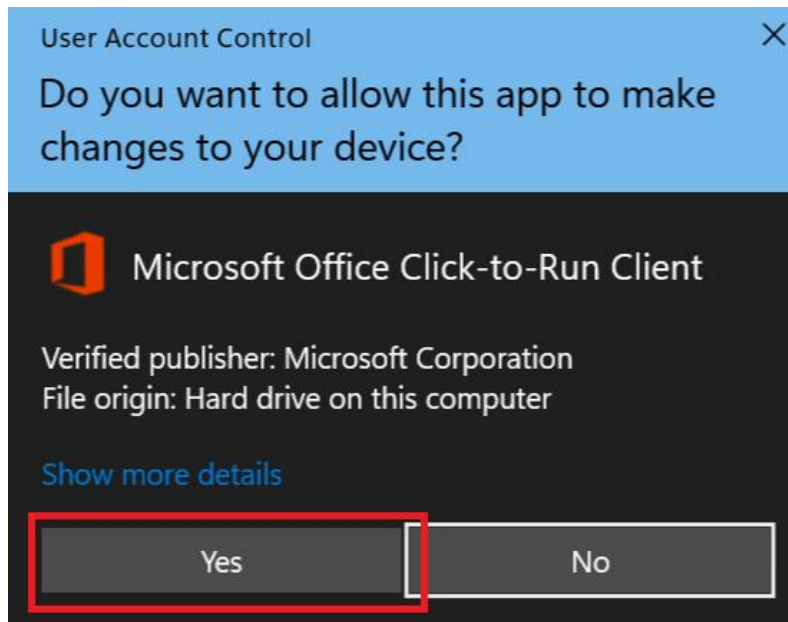 User Account Control
Do you want to allow this app to make
changes to your device?
Microsoft Office Click-to-Run Client
Verified publisher: Microsoft Corporation
File origin: Hard drive on this computer
Show more details
Yes
No